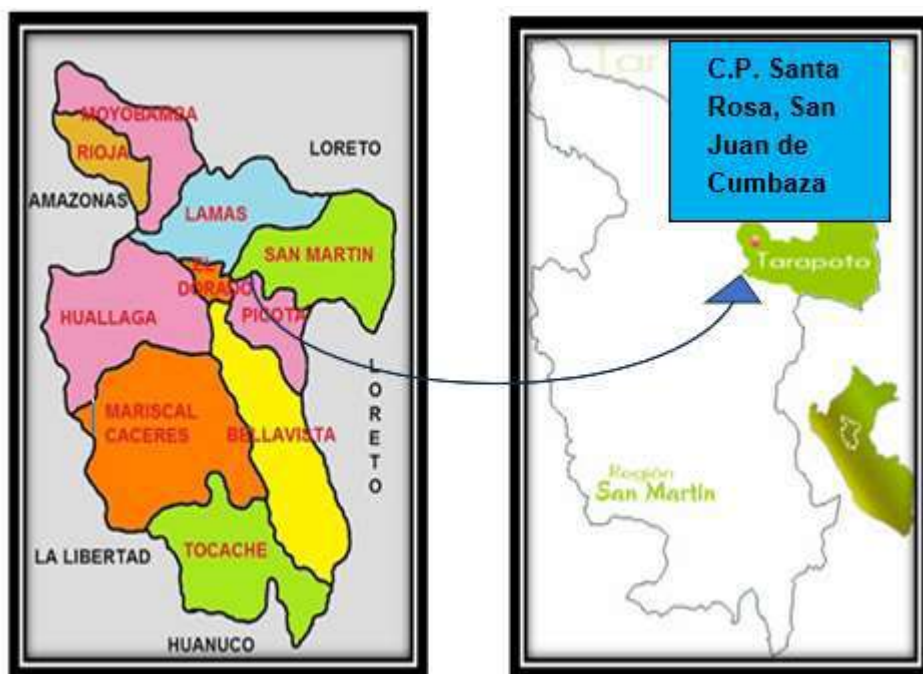 MOYOBAMBA
RIOJA
LORETO
AMAZONAS
LAMAS
SAN MARTIN
EL
DORADO
HUALLAGA
PICOTA
LORETO
MARISCAL
CACERES
BELLAVISTA
LA LIBERTAD
TOCACHE
HUANUCO
C.P. Santa
Rosa, San
Juan de
Cumbaza
Tarapoto
Región
San Martín